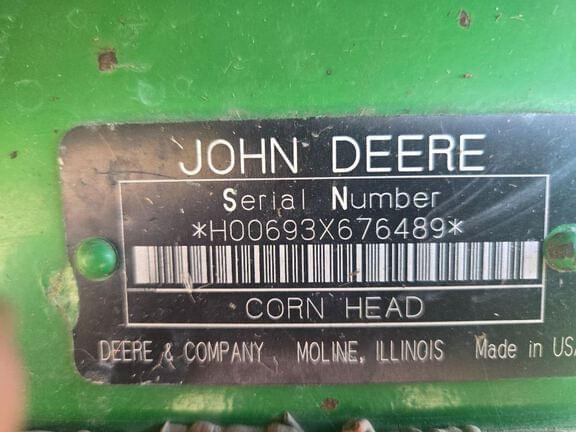 JOHN DEERE
Serial Number
*H00693X676489*
CORN HEAD
DEERE & COMPANY MOLINE, ILLINOIS Made in USA